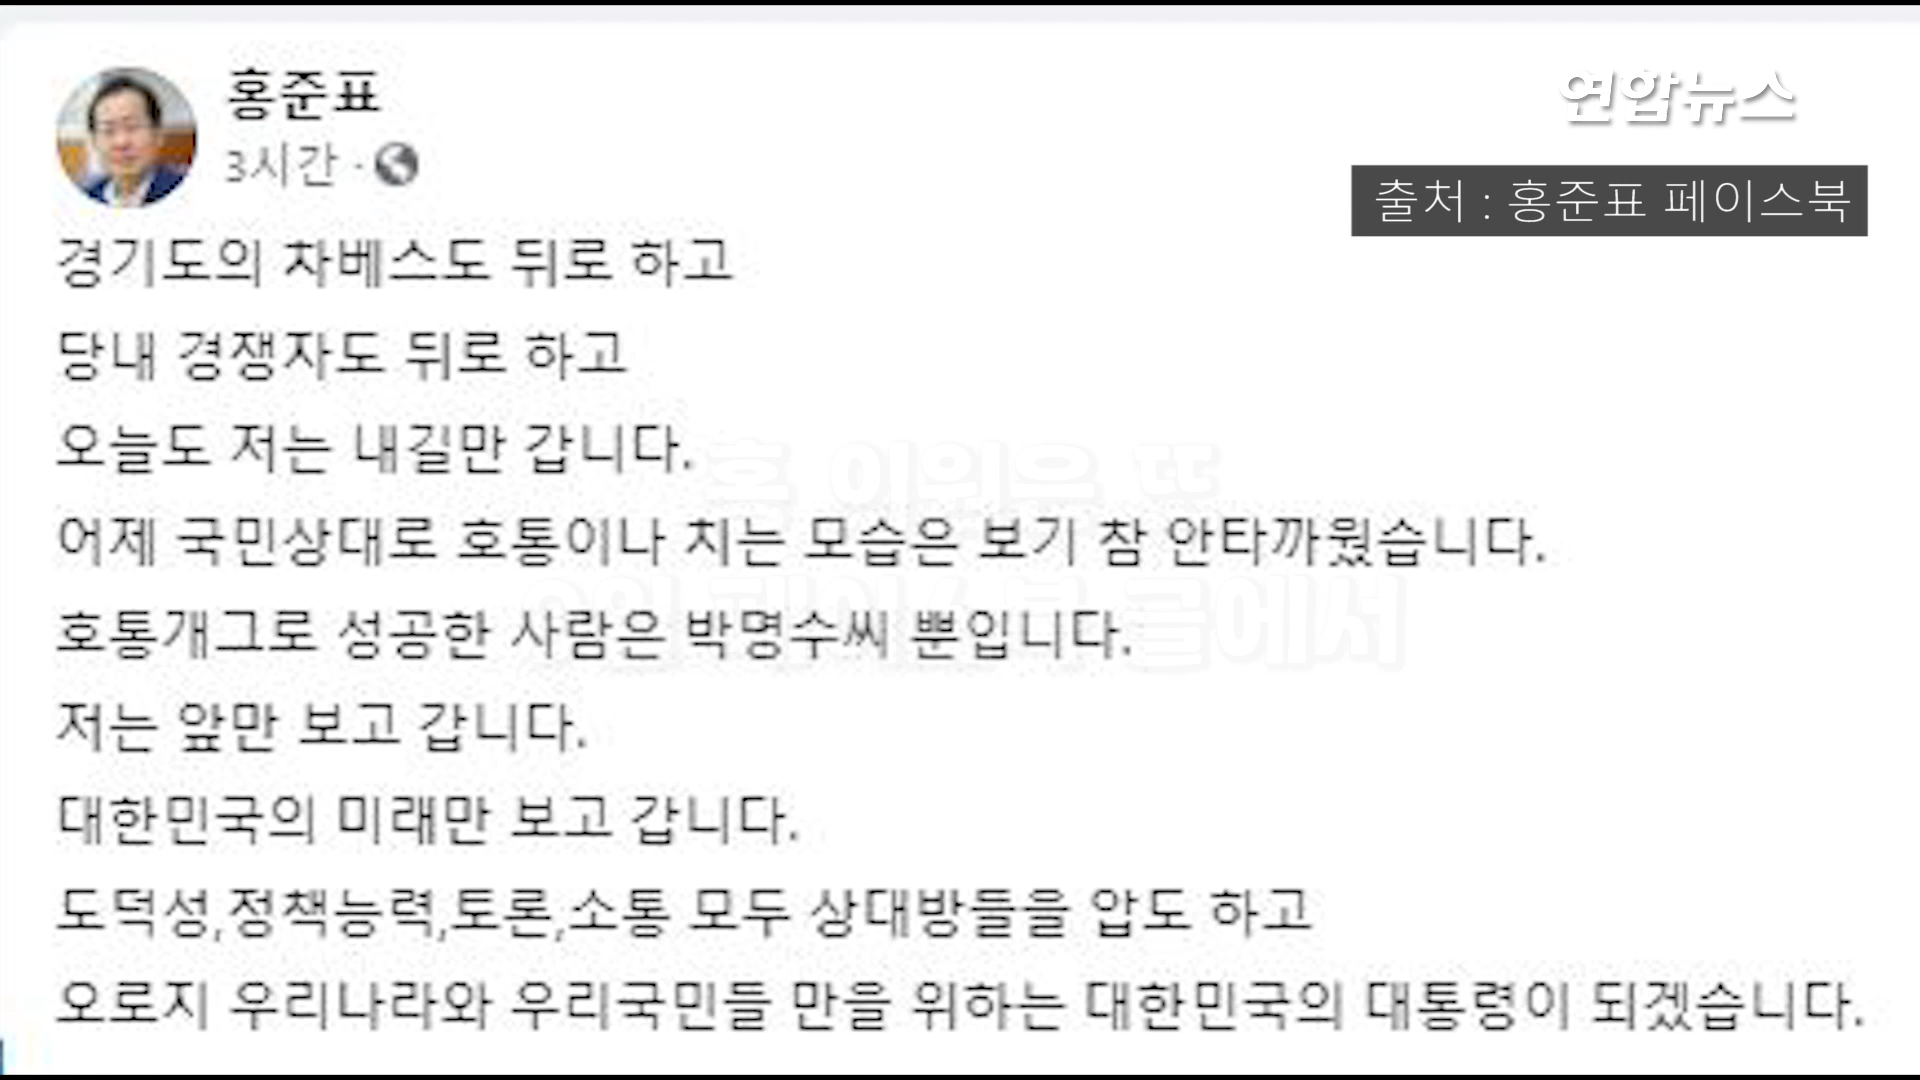 홍준표
3시간 ·
연합뉴스
출처 : 홍준표 페이스북
경기도의 차베스도 뒤로 하고
당내 경쟁자도 뒤로 하고
오늘도 저는 내길만 갑니다.
어제 국민상대로 호통이나 치는 모습은 보기 참 안타까웠습니다.
호통개그로 성공한 사람은 박명수씨 뿐입니다.
저는 앞만 보고 갑니다.
대한민국의 미래만 보고 갑니다.
도덕성,정책능력,토론,소통 모두 상대방들을 압도 하고
오로지 우리나라와 우리국민들 만을 위하는 대한민국의 대통령이 되겠습니다.